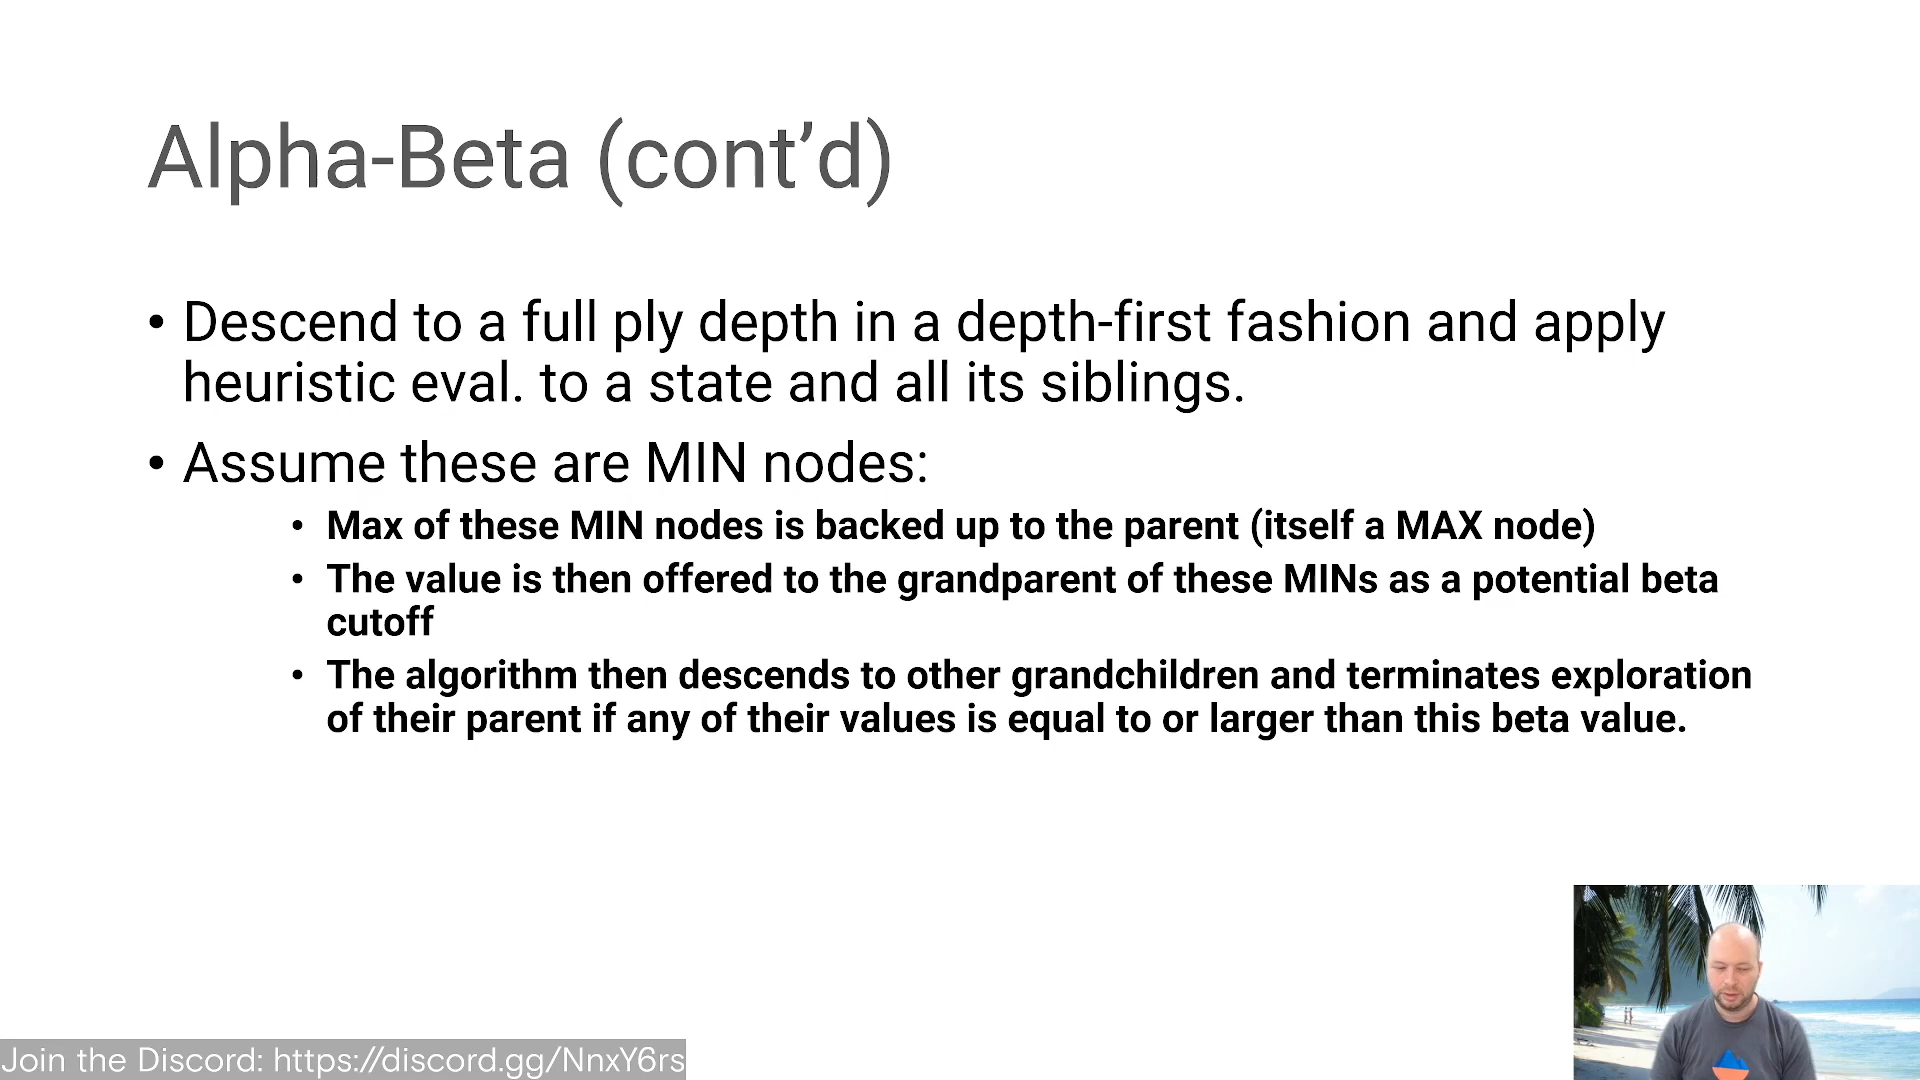 Alpha-Beta (cont’d)
• Descend to a full ply depth in a depth-first fashion and apply
heuristic eval. to a state and all its siblings.
• Assume these are MIN nodes:
• Max of these MIN nodes is backed up to the parent (itself a MAX node)
• The value is then offered to the grandparent of these MINs as a potential beta
cutoff
• The algorithm then descends to other grandchildren and terminates exploration
of their parent if any of their values is equal to or larger than this beta value.
Join the Discord: https://discord.gg/NnxY6rs